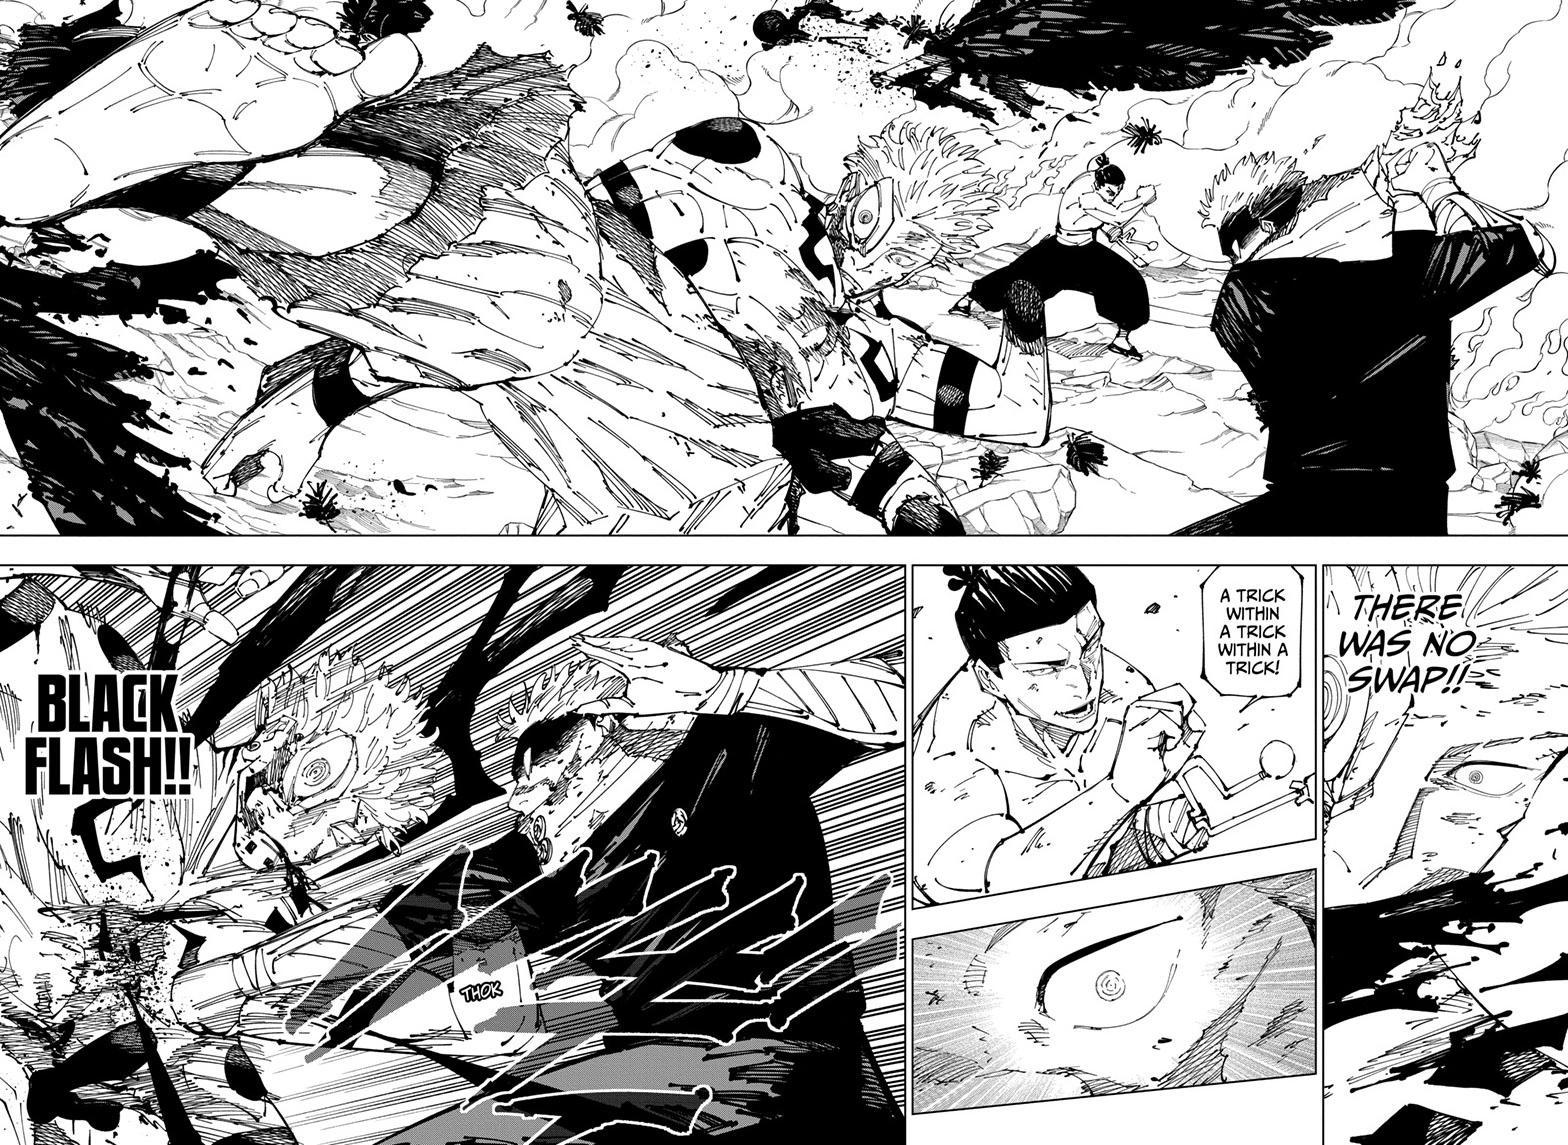 THERE
WAS NO
SWAP!!
A TRICK
WITHIN
A TRICK
WITHIN A
TRICK!
THOK
BLACK
FLASH!!